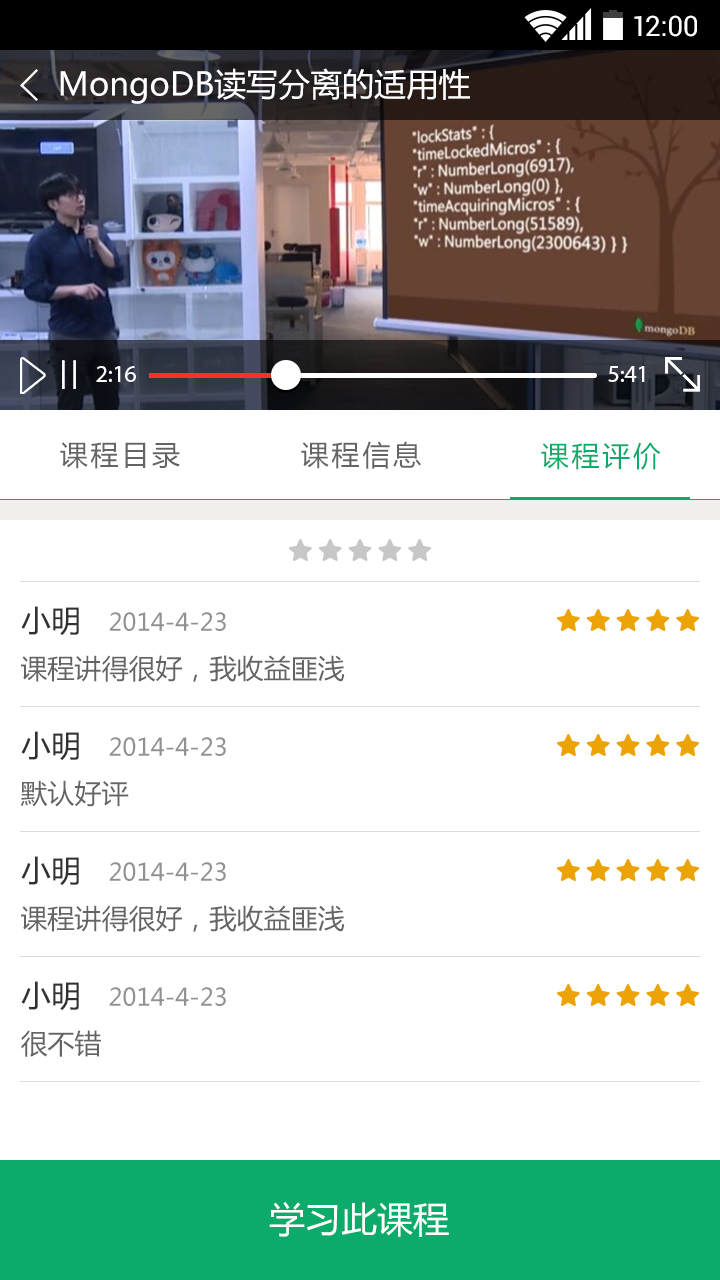 12:00
MongoDB读写分离的适用性
"lockStats" : {
"timeLockedMicros" : {
"r" : NumberLong(6917),
"w" : NumberLong(0) },
"timeAcquiringMicros" : {
"r" : NumberLong(51589),
"w" : NumberLong(2300643) } }
mongoDB
2:16
5:41
课程目录 课程信息 课程评价
小明 2014-4-23
课程讲得很好，我收益匪浅
小明 2014-4-23
默认好评
小明 2014-4-23
课程讲得很好，我收益匪浅
小明 2014-4-23
很不错
学习此课程